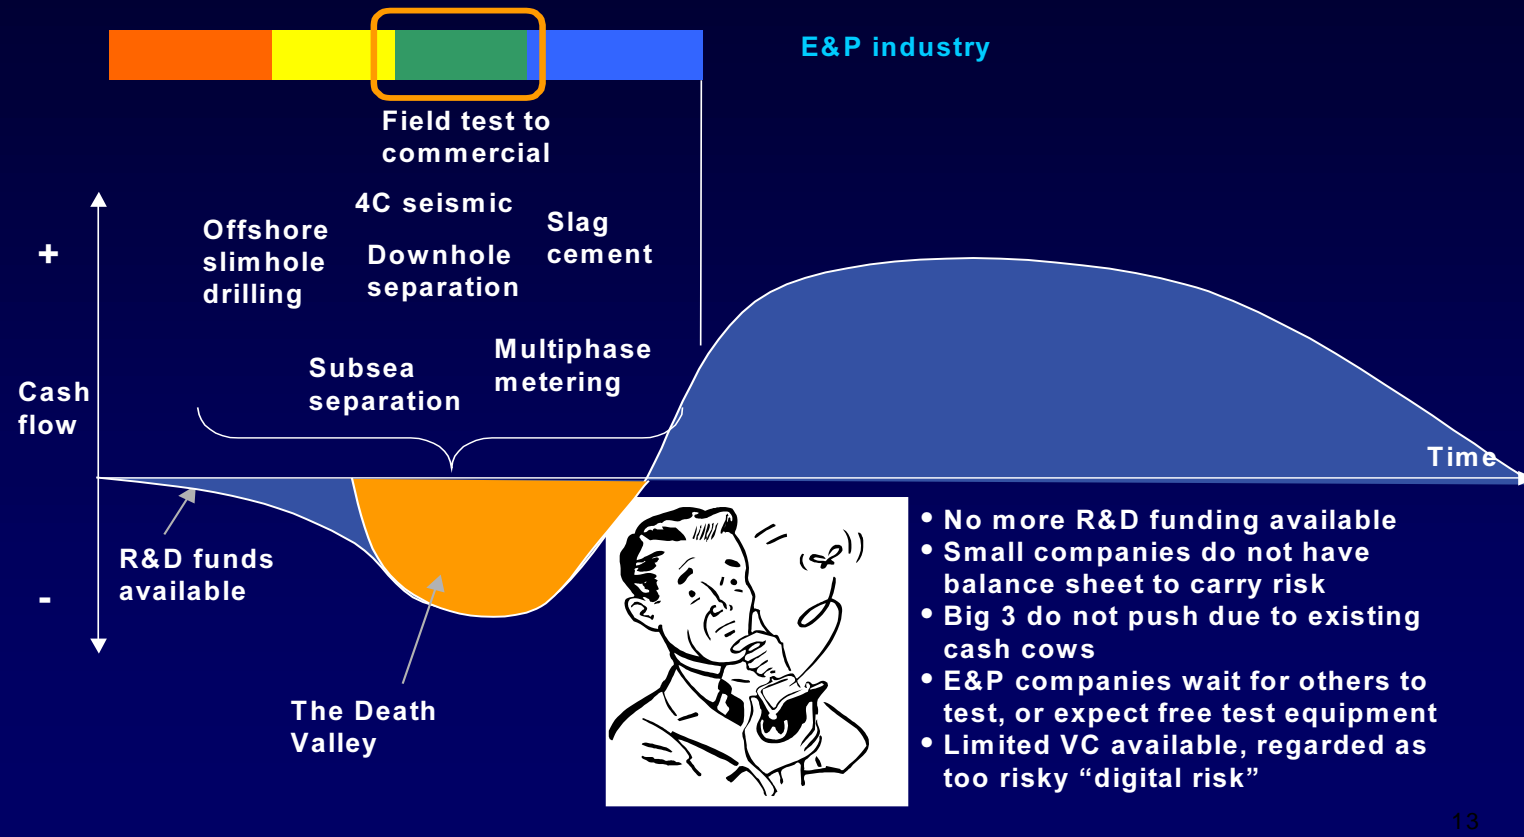 E&P industry
Field test to
commercial
4C seismic
Offshore
slimhole
drilling
Slag
cement
Downhole
separation
+
Multiphase
metering
Subsea
separation
Cash
flow
Time
R&D funds
available
-
The Death
Valley
• No more R&D funding available
• Small companies do not have
balance sheet to carry risk
• Big 3 do not push due to existing
cash cows
• E&P companies wait for others to
test, or expect free test equipment
• Limited VC available, regarded as
too risky “digital risk”
13